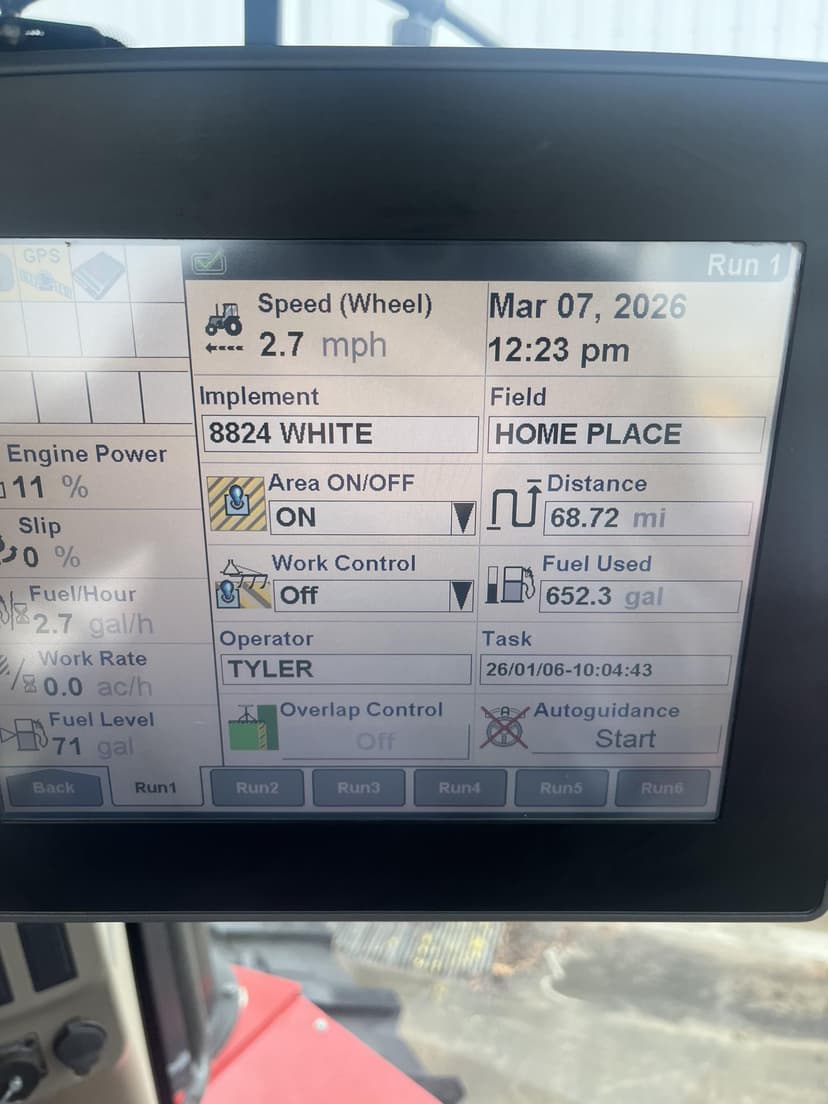 GPS
Run 1
Speed (Wheel)
2.7 mph
Mar 07, 2026
12:23 pm
Implement
8824 WHITE
Field
HOME PLACE
Engine Power
11 %
Area ON/OFF
ON
Distance
68.72 mi
Slip
0 %
Work Control
Off
Fuel Used
652.3 gal
Fuel/Hour
2.7 gal/h
Operator
TYLER
Task
26/01/06-10:04:43
Work Rate
0.0 ac/h
Fuel Level
71 gal
Overlap Control
Off
Autoguidance
Start
Back
Run1
Run2
Run3
Run4
Run5
Run6